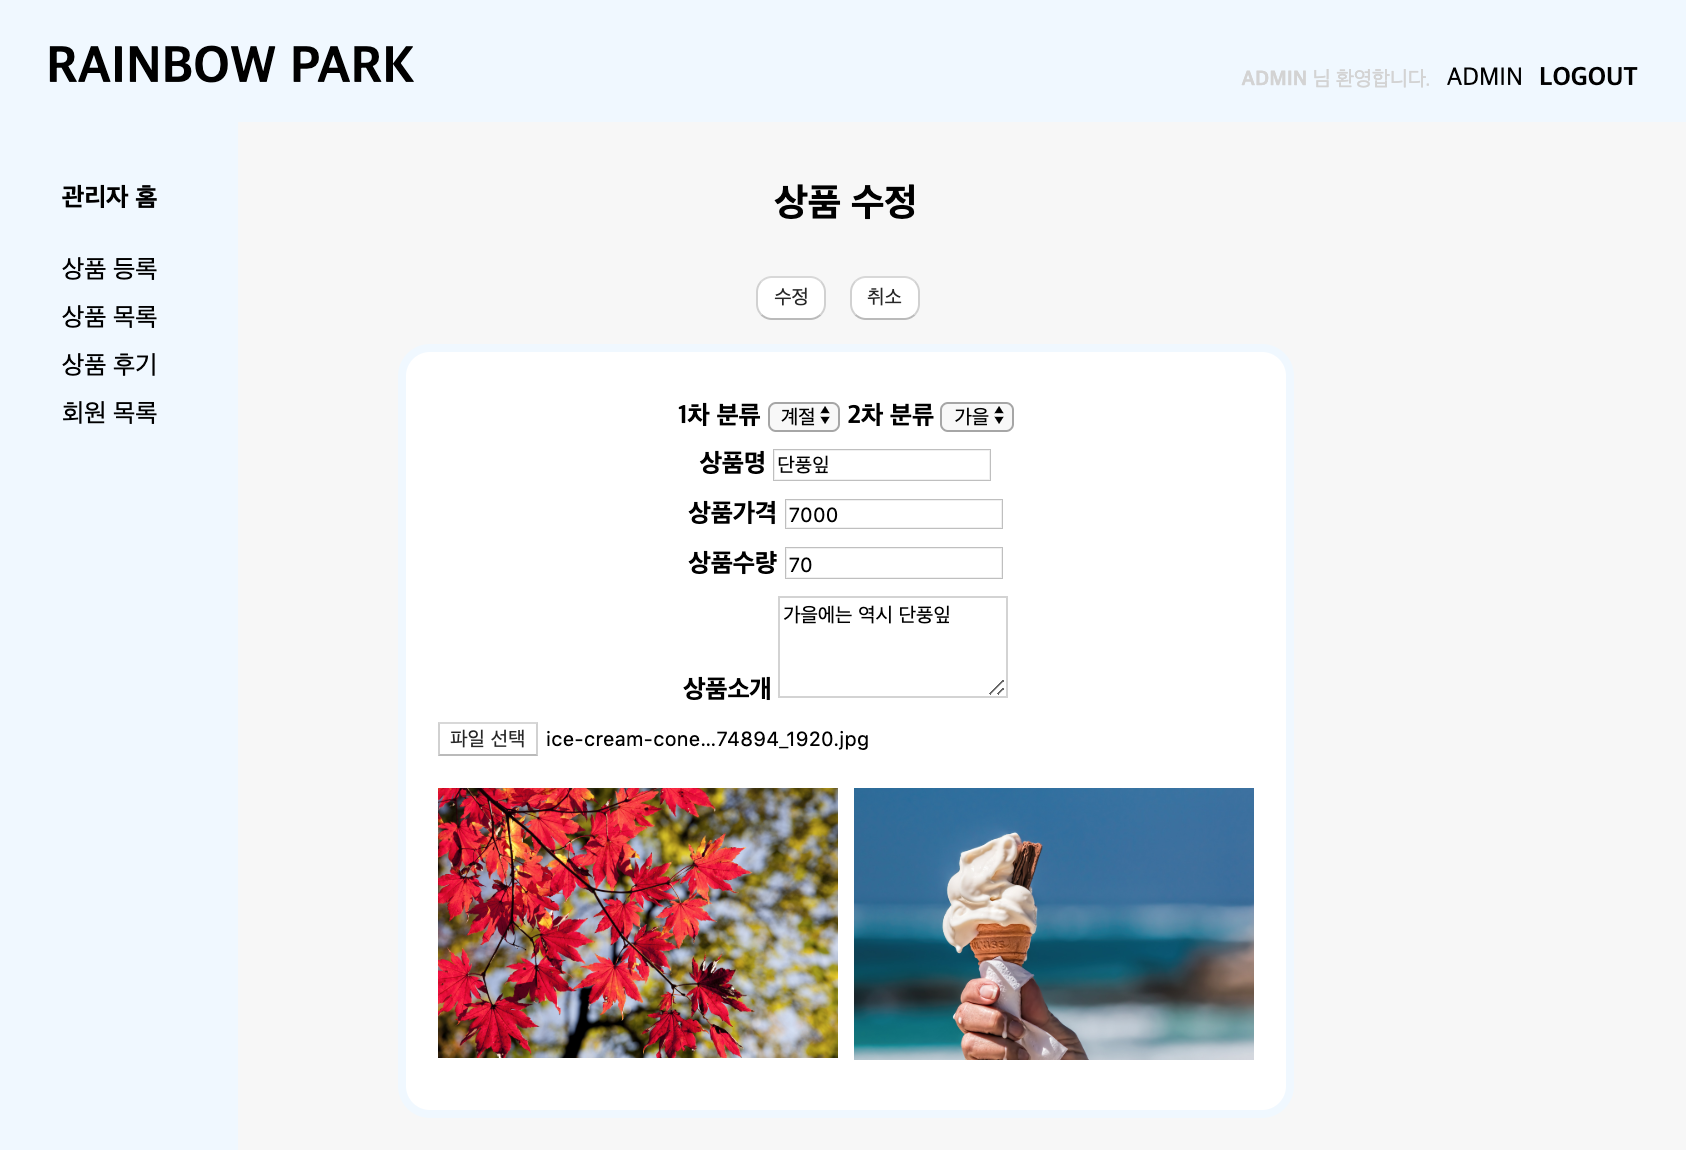 RAINBOW PARK
ADMIN 님 환영합니다. ADMIN LOGOUT
관리자 홈
상품 등록
상품 목록
상품 후기
회원 목록
상품 수정
수정 취소
1차 분류 계절 2차 분류 가을
상품명 단풍잎
상품가격 7000
상품수량 70
가을에는 역시 단풍잎
상품소개
파일 선택 ice-cream-cone...74894_1920.jpg